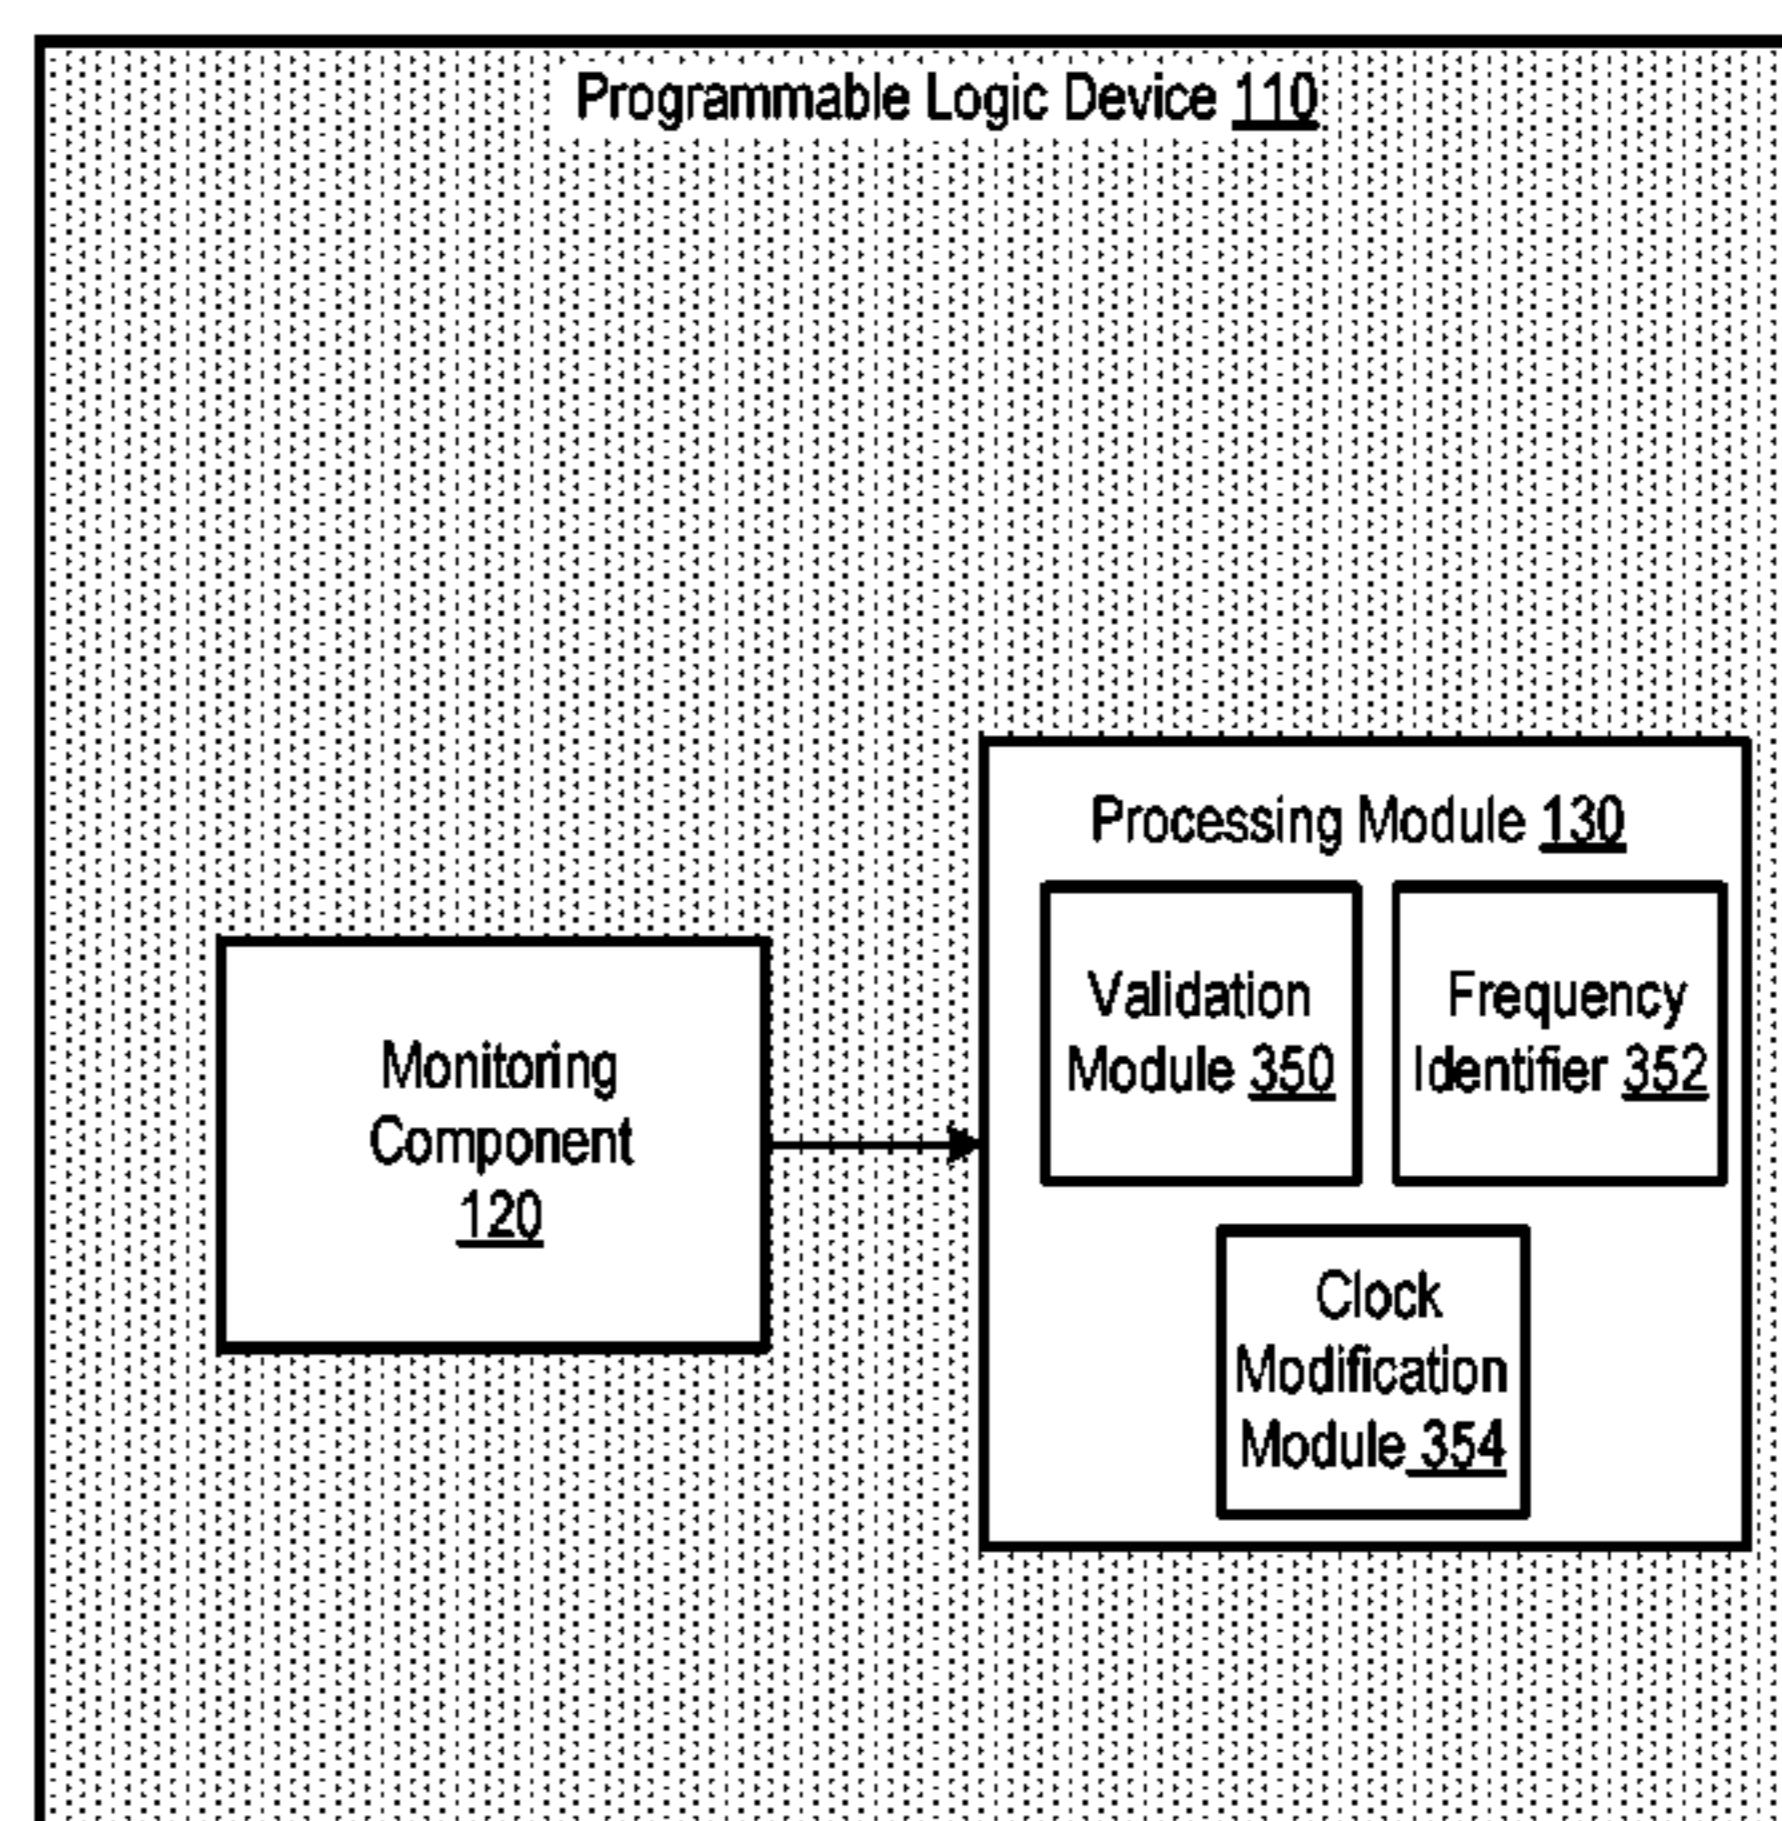 Programmable Logic Device 110
Processing Module 130
Validation
Module 350
Frequency
Identifier 352
Monitoring
Component
120
Clock
Modification
Module 354